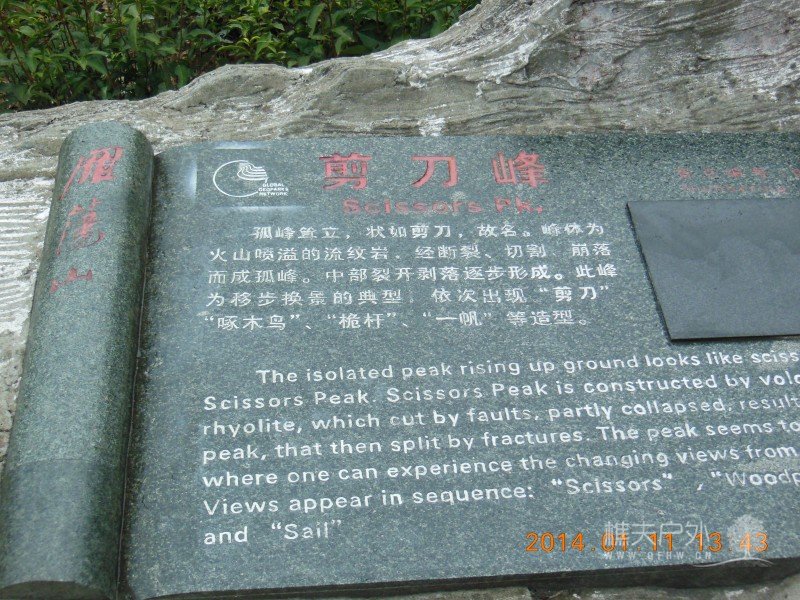 雁荡山
GLOBAL
GEOPARKS
NETWORK
剪刀峰
Scissors Pk.
孤峰耸立，状如剪刀，故名。峰体为
火山喷溢的流纹岩，经断裂、切割、崩落
而成孤峰。中部裂开剥落逐步形成。此峰
为移步换景的典型，依次出现“剪刀”
“啄木鸟”、“桅杆”、“一帆”等造型。
The isolated peak rising up ground looks like sciss
Scissors Peak. Scissors Peak is constructed by volc
rhyolite, which cut by faults, partly collapsed, result
peak, that then split by fractures. The peak seems to
where one can experience the changing views from
Views appear in sequence: “Scissors”, “Woodp
and “Sail”
2014.01.11 13:43
樵夫户外
QFHW.CN